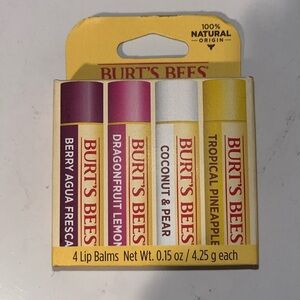 100%
NATURAL
ORIGIN
BURT'S BEES
BERRY AGUA FRESCA
BURT'S BEES
DRAGONFRUIT LEMON
BURT'S BEES
COCONUT & PEAR
BURT'S BEES
TROPICAL PINEAPPLE
BURT'S BEES
4 Lip Balms Net Wt. 0.15 oz / 4.25 g each